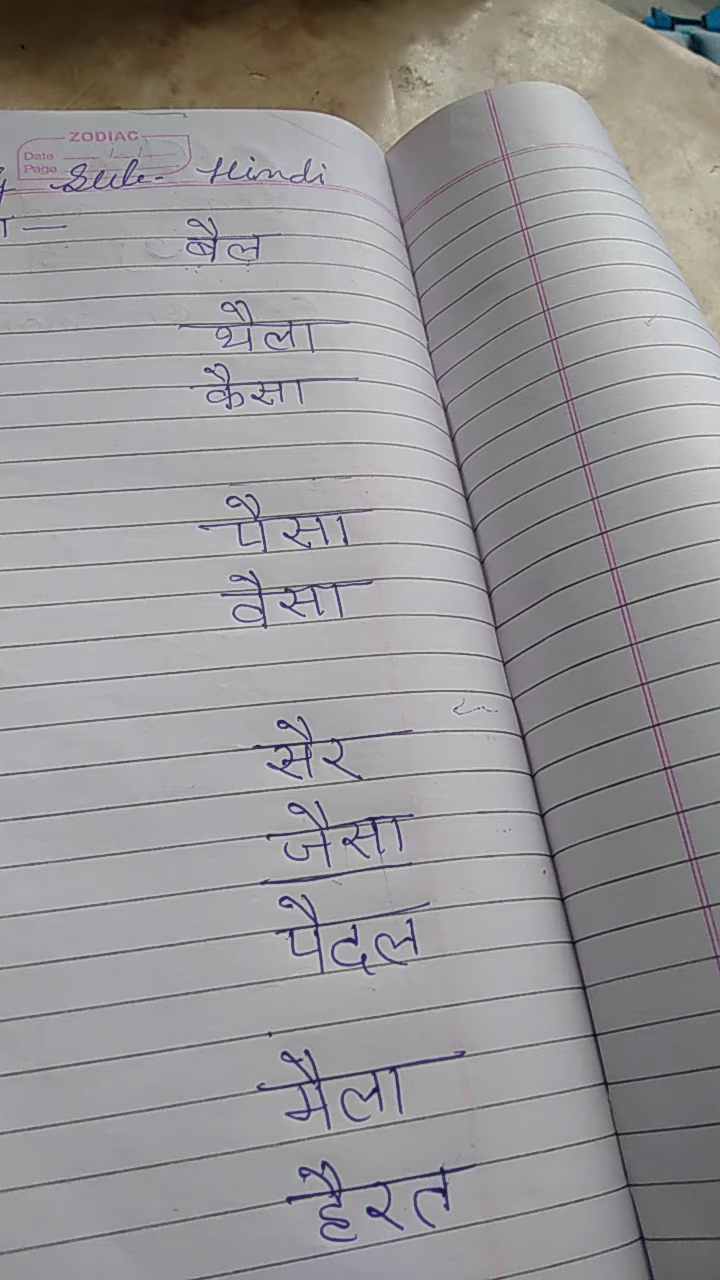 ZODIAC
Date
Page
Sub- Hindi
बैल
थैला
कैसा
पैसा
वैसा
सैर
जैसा
पैदल
मैला
हैरत